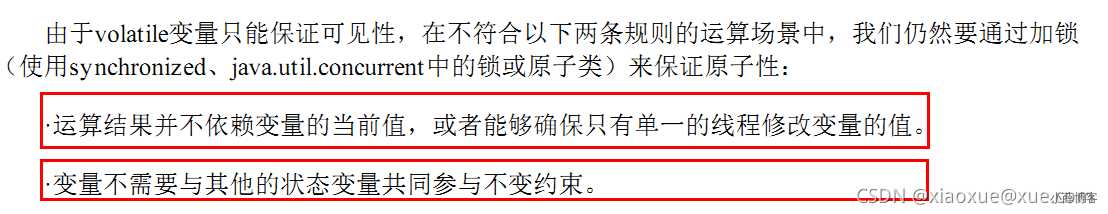 由于volatile变量只能保证可见性，在不符合以下两条规则的运算场景中，我们仍然要通过加锁
（使用synchronized、java.util.concurrent中的锁或原子类）来保证原子性：
·运算结果并不依赖变量的当前值，或者能够确保只有单一的线程修改变量的值。
·变量不需要与其他的状态变量共同参与不变约束。
CSDN @xiaoxue@xue